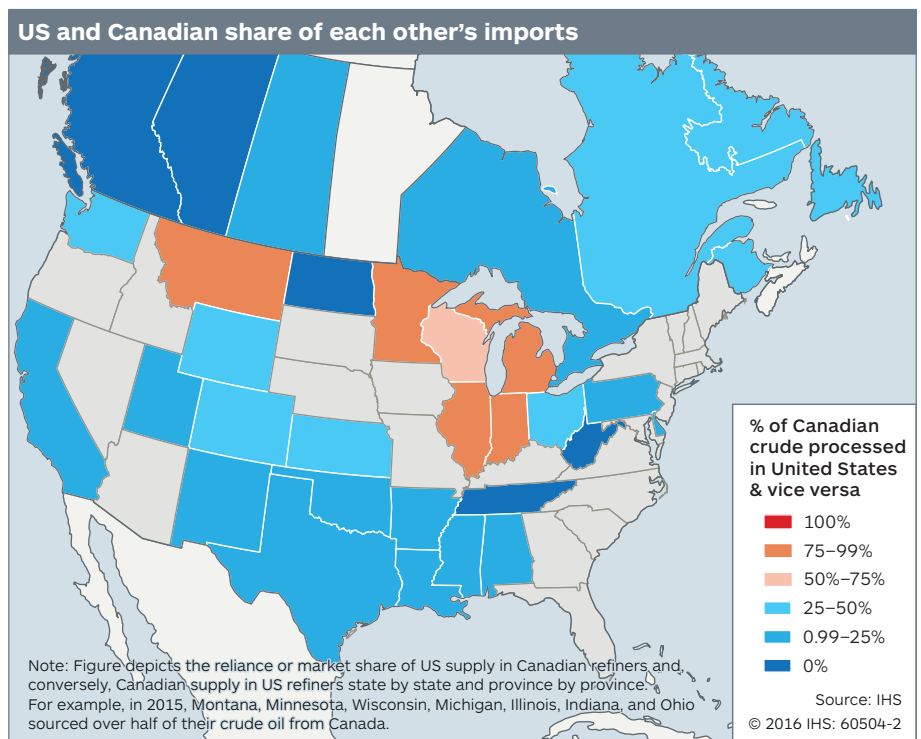 US and Canadian share of each other's imports
% of Canadian
crude processed
in United States
& vice versa
100%
75–99%
50%–75%
25–50%
0.99–25%
0%
Note: Figure depicts the reliance or market share of US supply in Canadian refiners and,
conversely, Canadian supply in US refiners state by state and province by province.
For example, in 2015, Montana, Minnesota, Wisconsin, Michigan, Illinois, Indiana, and Ohio
sourced over half of their crude oil from Canada.
Source: IHS
© 2016 IHS: 60504-2